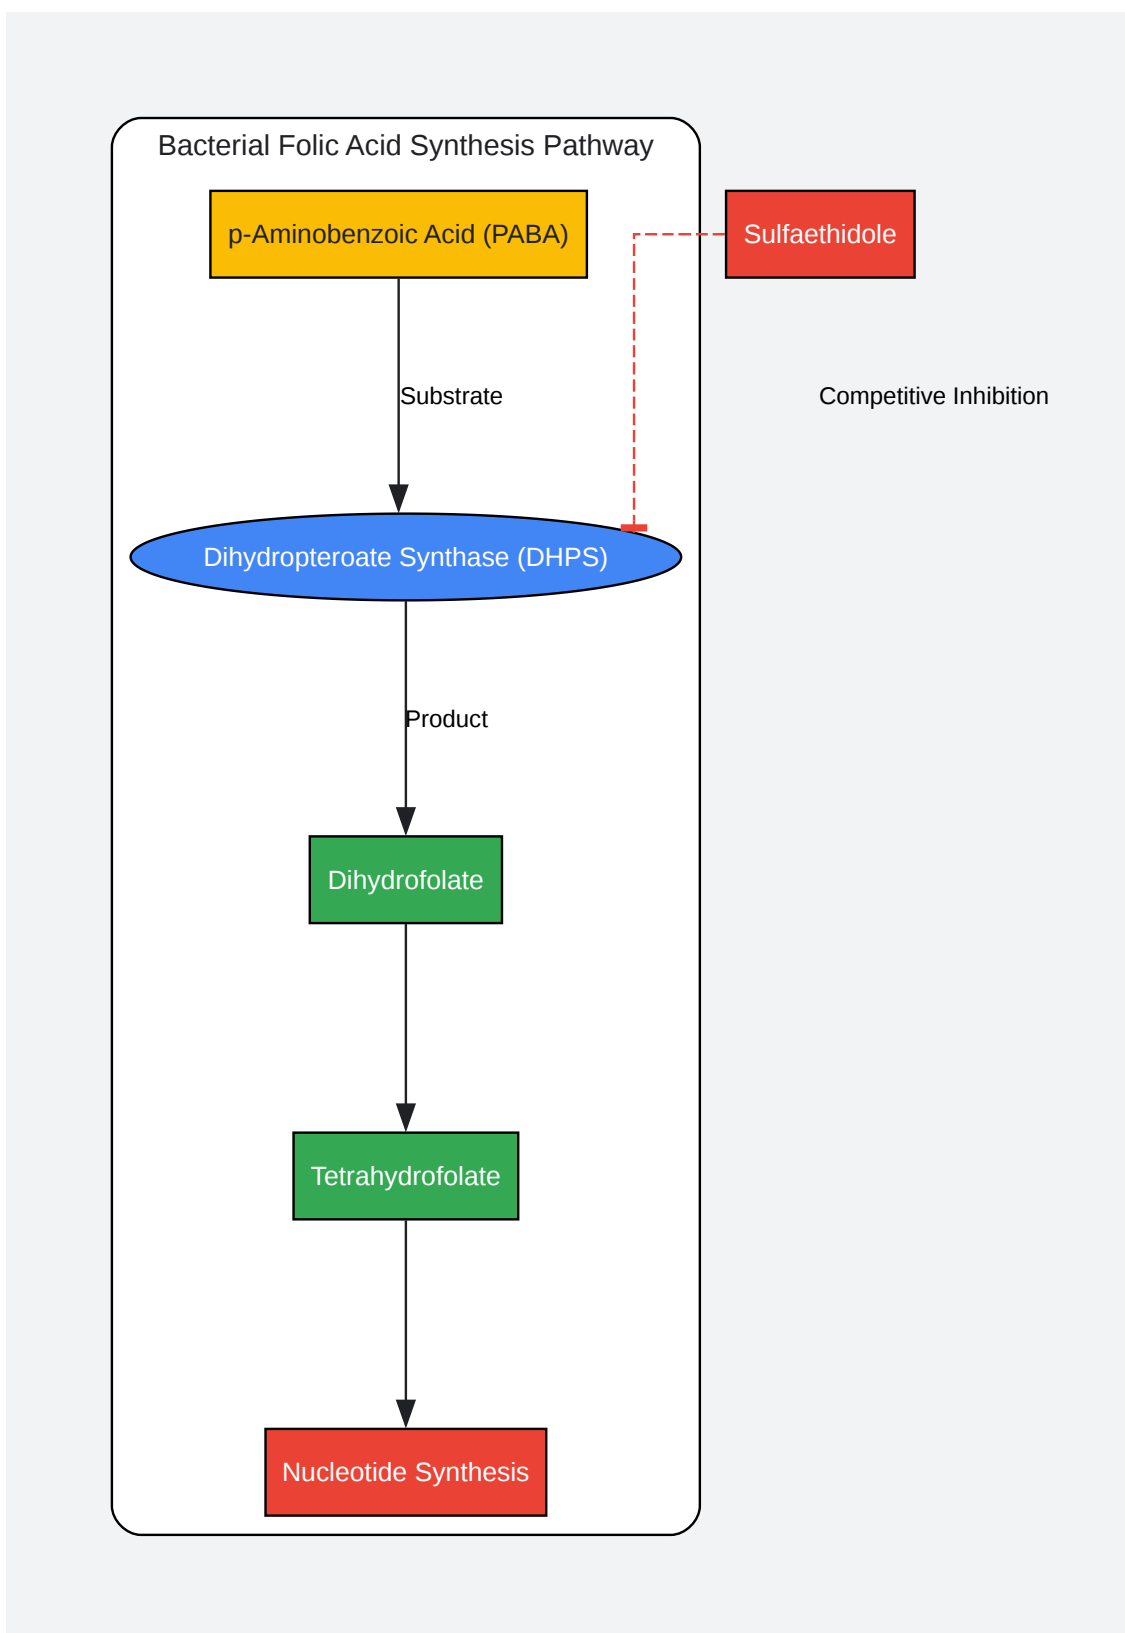 Bacterial Folic Acid Synthesis Pathway
p-Aminobenzoic Acid (PABA)
Sulfaethidole
Substrate
Competitive Inhibition
Dihydropteroate Synthase (DHPS)
Product
Dihydrofolate
Tetrahydrofolate
Nucleotide Synthesis